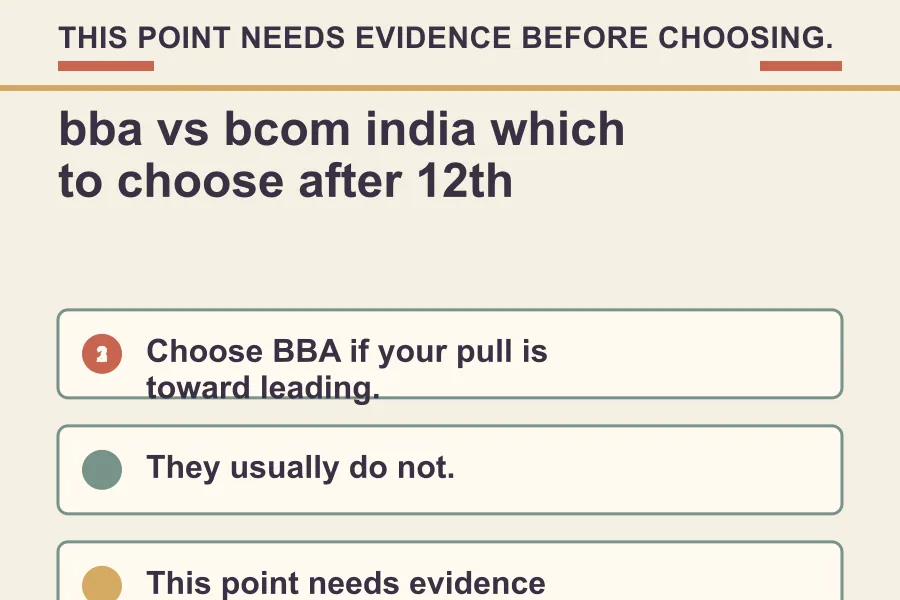 THIS POINT NEEDS EVIDENCE BEFORE CHOOSING.
bba vs bcom india which
to choose after 12th
Choose BBA if your pull is
toward leading.
They usually do not.
This point needs evidence